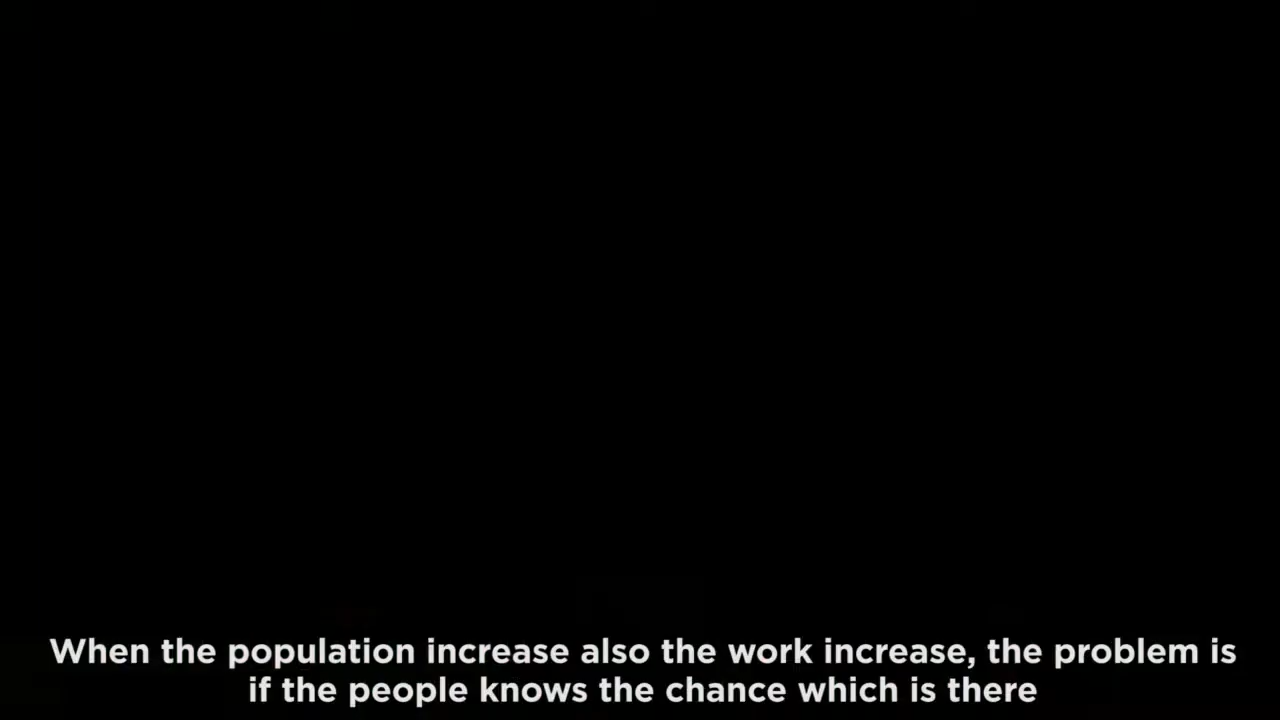 When the population increase also the work increase, the problem is
if the people knows the chance which is there